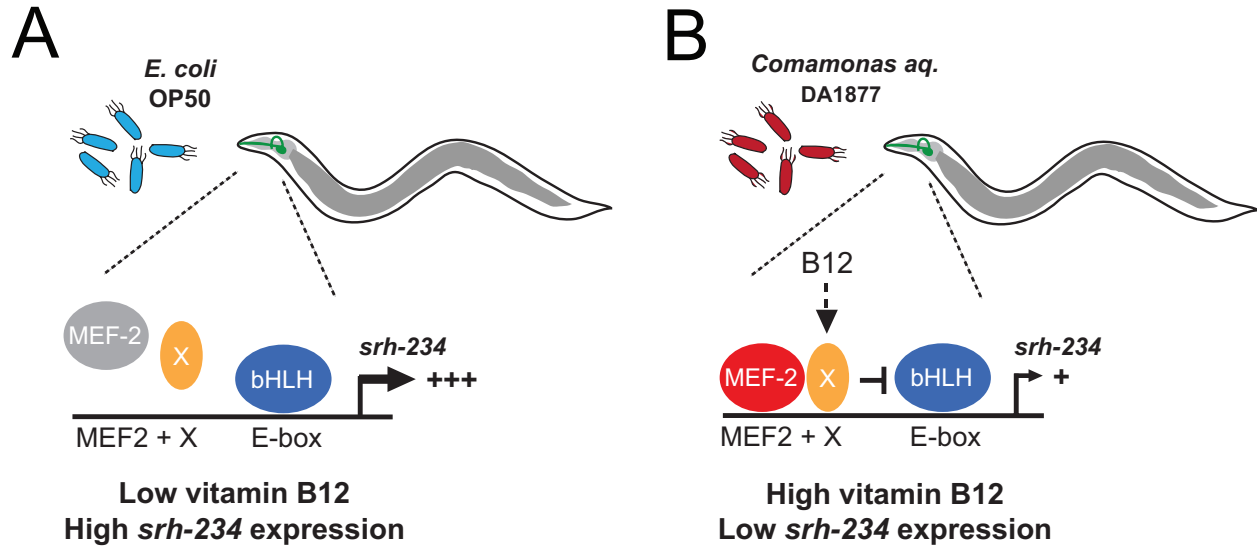 A
E. coli
OP50
MEF-2
X
bHLH
srh-234
+++
MEF2 + X
E-box
Low vitamin B12
High srh-234 expression
B
Comamonas aq.
DA1877
B12
MEF-2
X
bHLH
srh-234
+
MEF2 + X
E-box
High vitamin B12
Low srh-234 expression